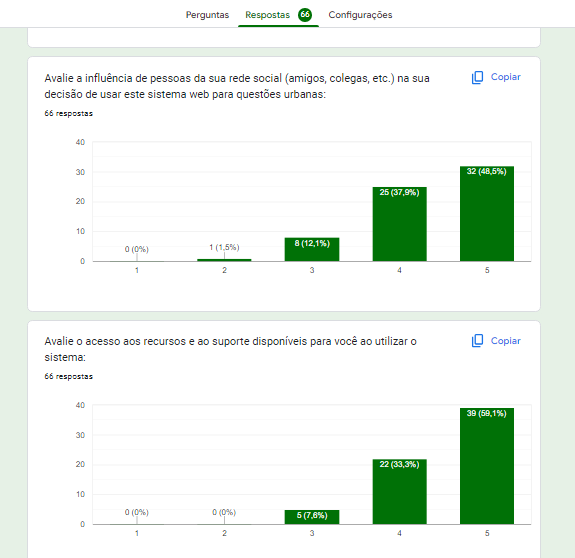 Perguntas Respostas 66 Configurações
Avalie a influência de pessoas da sua rede social (amigos, colegas, etc.) na sua
decisão de usar este sistema web para questões urbanas:
Copiar
66 respostas
40
30
20
10
0
0 (0%)
1 (1,5%)
8 (12,1%)
25 (37,9%)
32 (48,5%)
1 2 3 4 5
Avalie o acesso aos recursos e ao suporte disponíveis para você ao utilizar o
sistema:
Copiar
66 respostas
40
30
20
10
0
0 (0%)
0 (0%)
5 (7,6%)
22 (33,3%)
39 (59,1%)
1 2 3 4 5